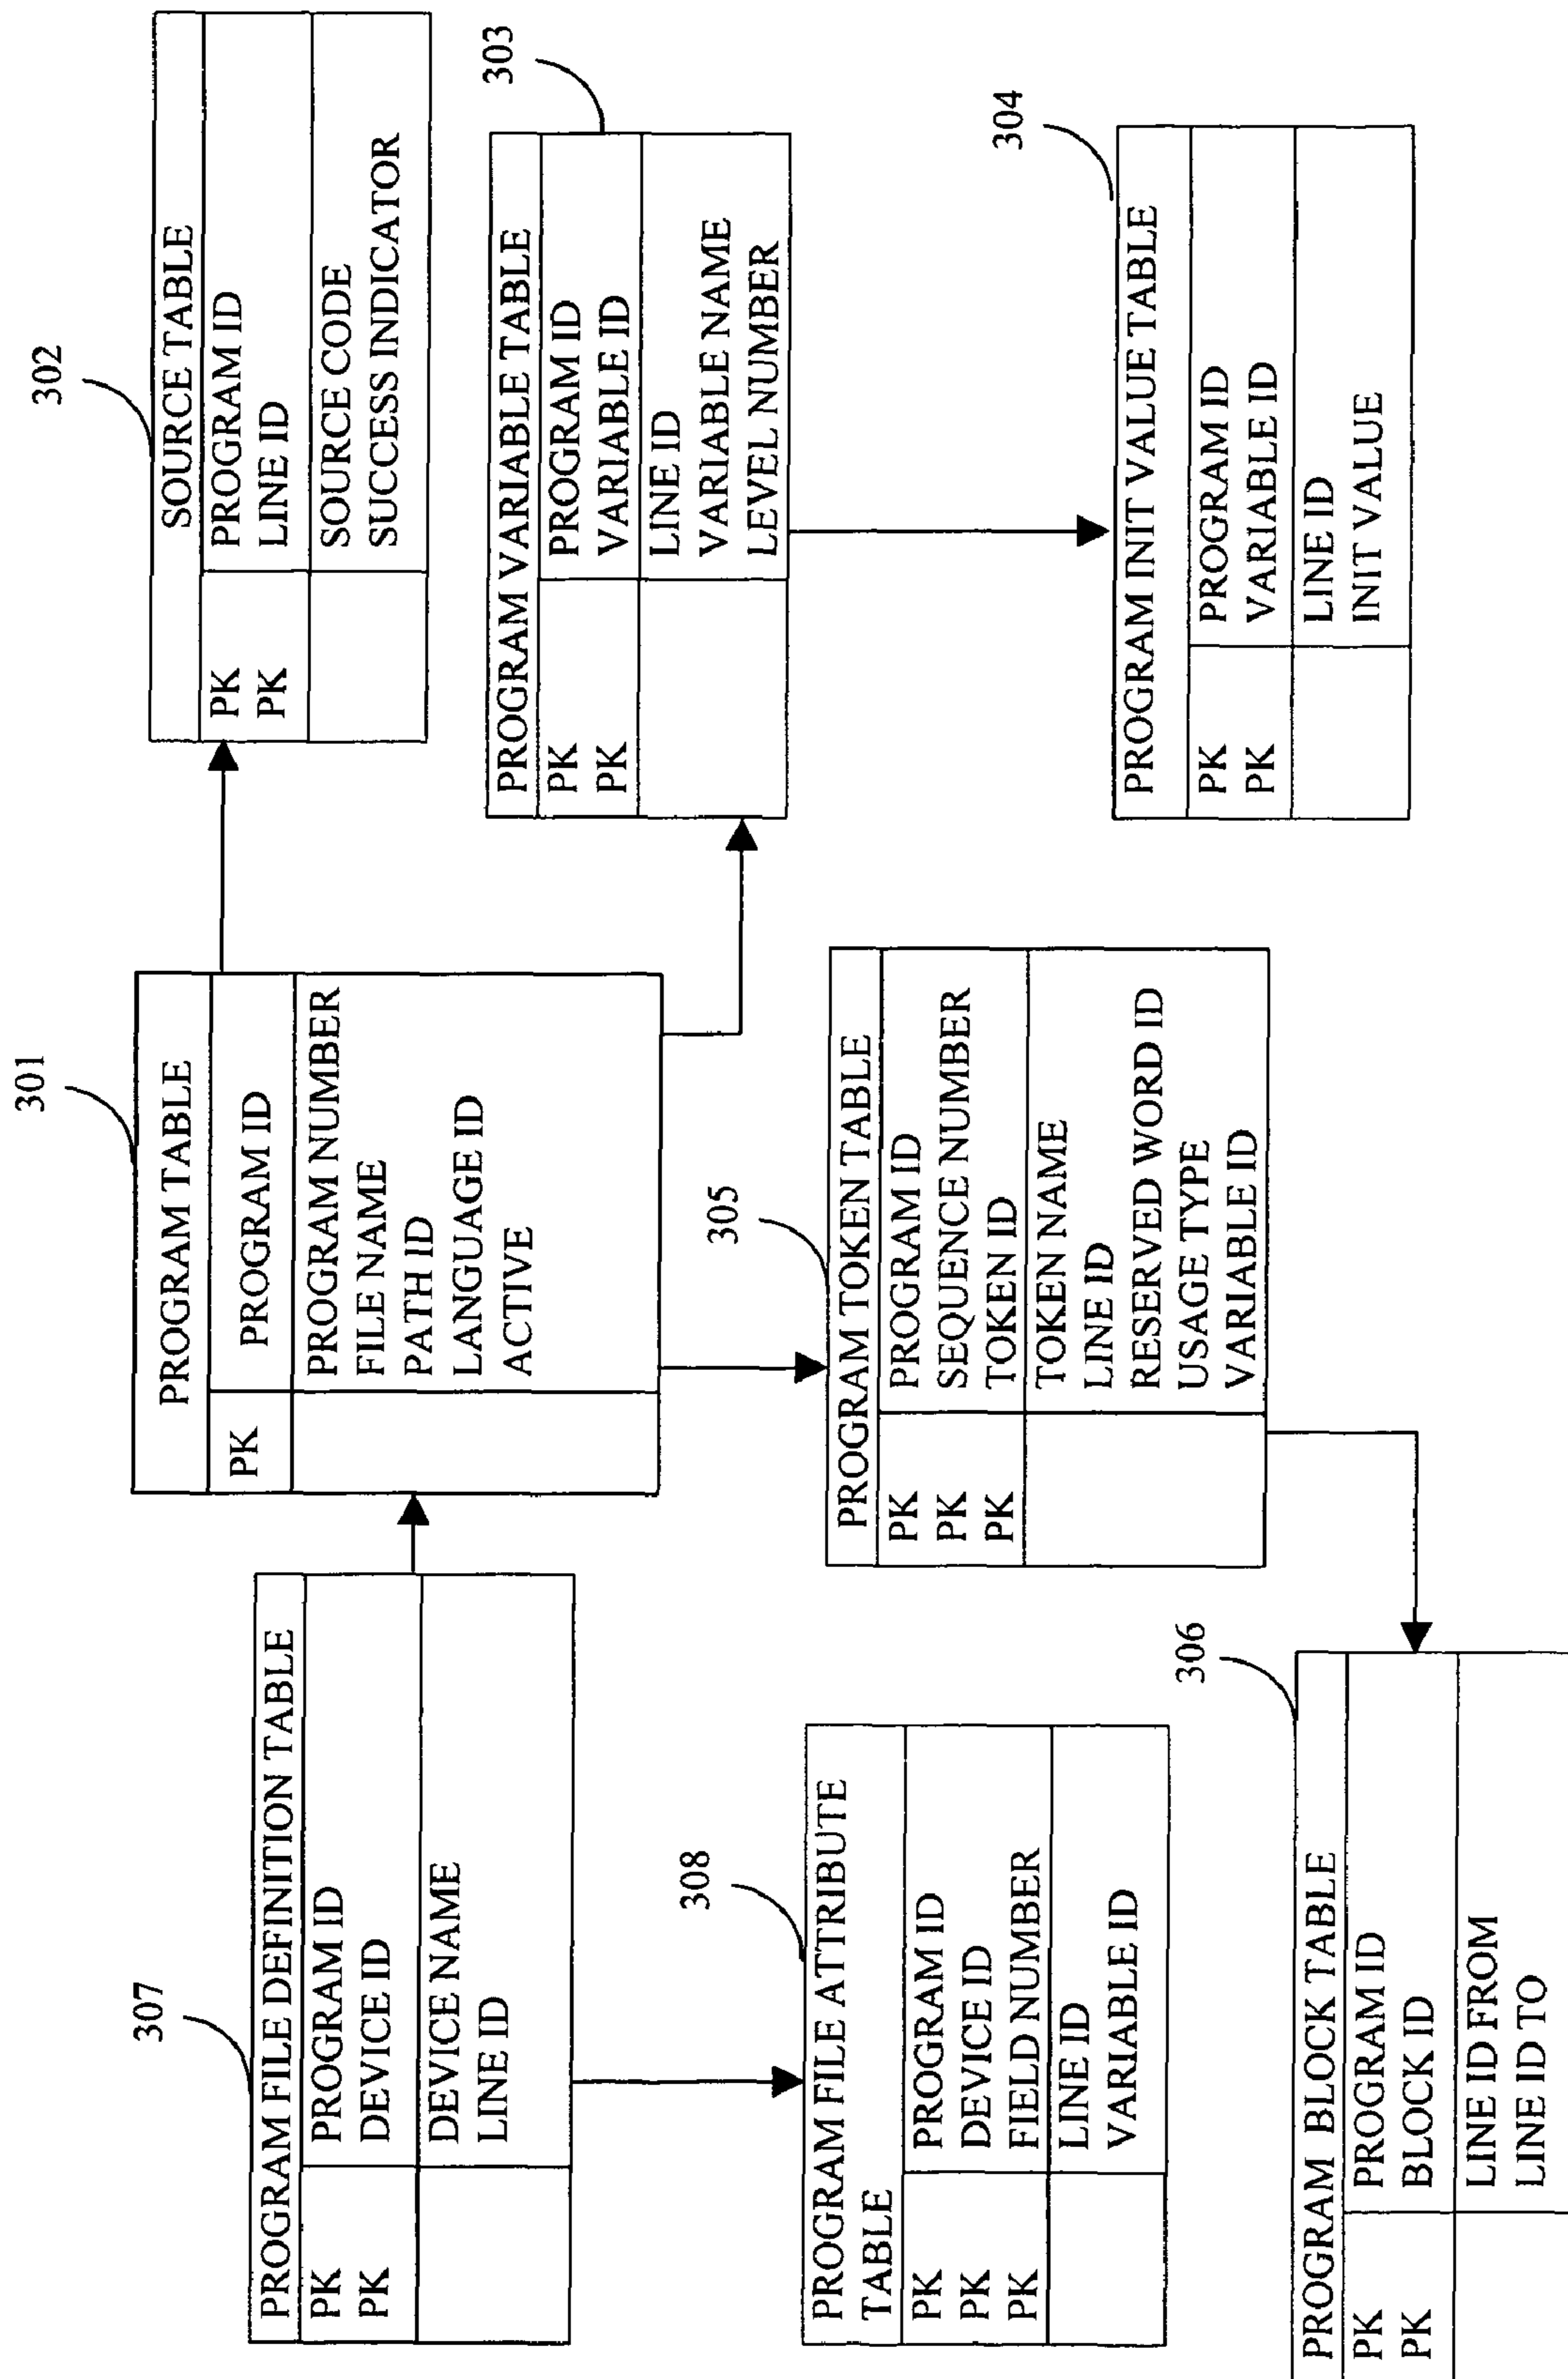 307
PROGRAM FILE DEFINITION TABLE
PK PROGRAM ID
PK DEVICE ID
DEVICE NAME
LINE ID
301
PROGRAM TABLE
PK PROGRAM ID
PROGRAM NUMBER
FILE NAME
PATH ID
LANGUAGE ID
ACTIVE
302
SOURCE TABLE
PK PROGRAM ID
PK LINE ID
SOURCE CODE
SUCCESS INDICATOR
303
PROGRAM VARIABLE TABLE
PK PROGRAM ID
PK VARIABLE ID
LINE ID
VARIABLE NAME
LEVEL NUMBER
308
PROGRAM FILE ATTRIBUTE
TABLE
PK PROGRAM ID
PK DEVICE ID
PK FIELD NUMBER
LINE ID
VARIABLE ID
305
PROGRAM TOKEN TABLE
PK PROGRAM ID
PK SEQUENCE NUMBER
PK TOKEN ID
TOKEN NAME
LINE ID
RESERVED WORD ID
USAGE TYPE
VARIABLE ID
304
PROGRAM INIT VALUE TABLE
PK PROGRAM ID
PK VARIABLE ID
LINE ID
INIT VALUE
306
PROGRAM BLOCK TABLE
PK PROGRAM ID
PK BLOCK ID
LINE ID FROM
LINE ID TO